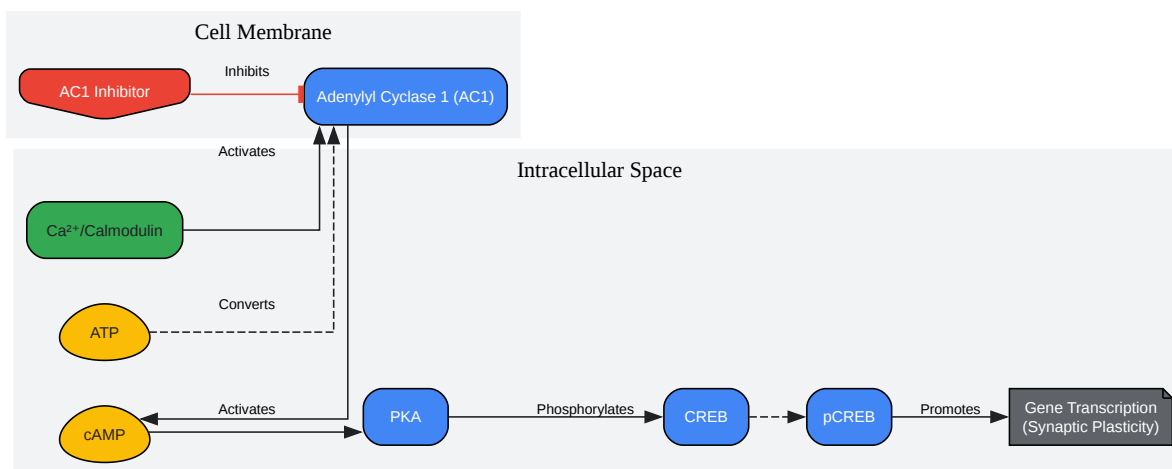 Cell Membrane
AC1 Inhibitor
Inhibits
Adenylyl Cyclase 1 (AC1)
Activates
Intracellular Space
Ca²⁺/Calmodulin
Converts
ATP
Activates
cAMP
PKA
Phosphorylates
CREB
pCREB
Promotes
Gene Transcription
(Synaptic Plasticity)